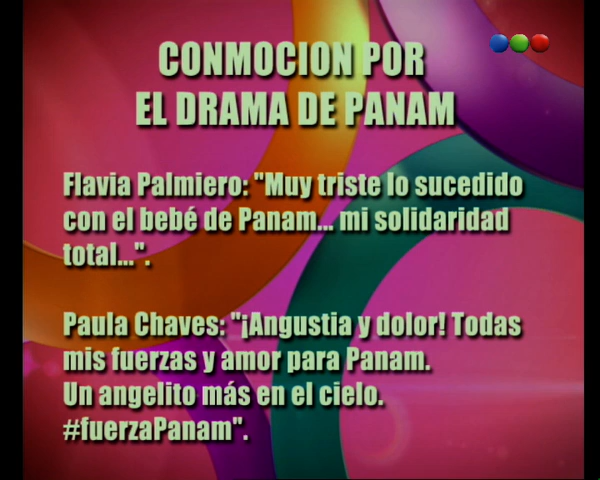 CONMOCION POR
EL DRAMA DE PANAM
Flavia Palmiero: "Muy triste lo sucedido
con el bebé de Panam... mi solidaridad
total...".
Paula Chaves: "¡Angustia y dolor! Todas
mis fuerzas y amor para Panam.
Un angelito más en el cielo.
#fuerzaPanam".